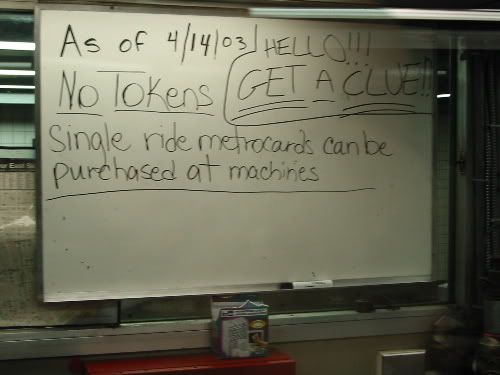 As of 4/14/03 HELLO!!!
No Tokens GET A CLUE!!
Single ride metrocards can be
purchased at machines